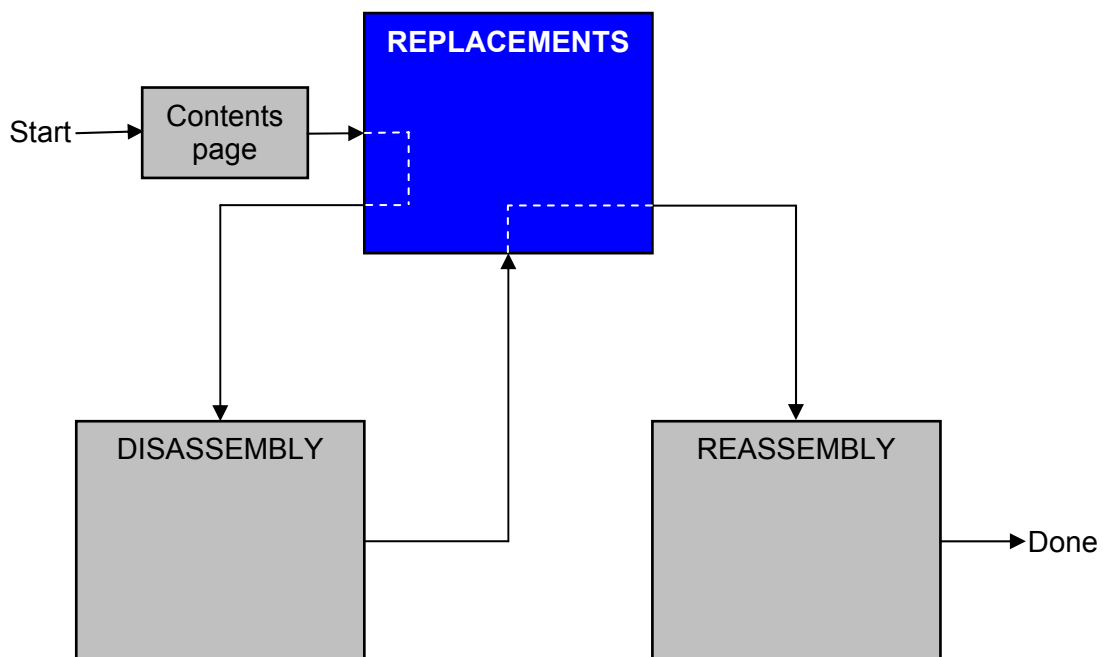 REPLACEMENTS
Start
Contents
page
DISASSEMBLY
REASSEMBLY
Done